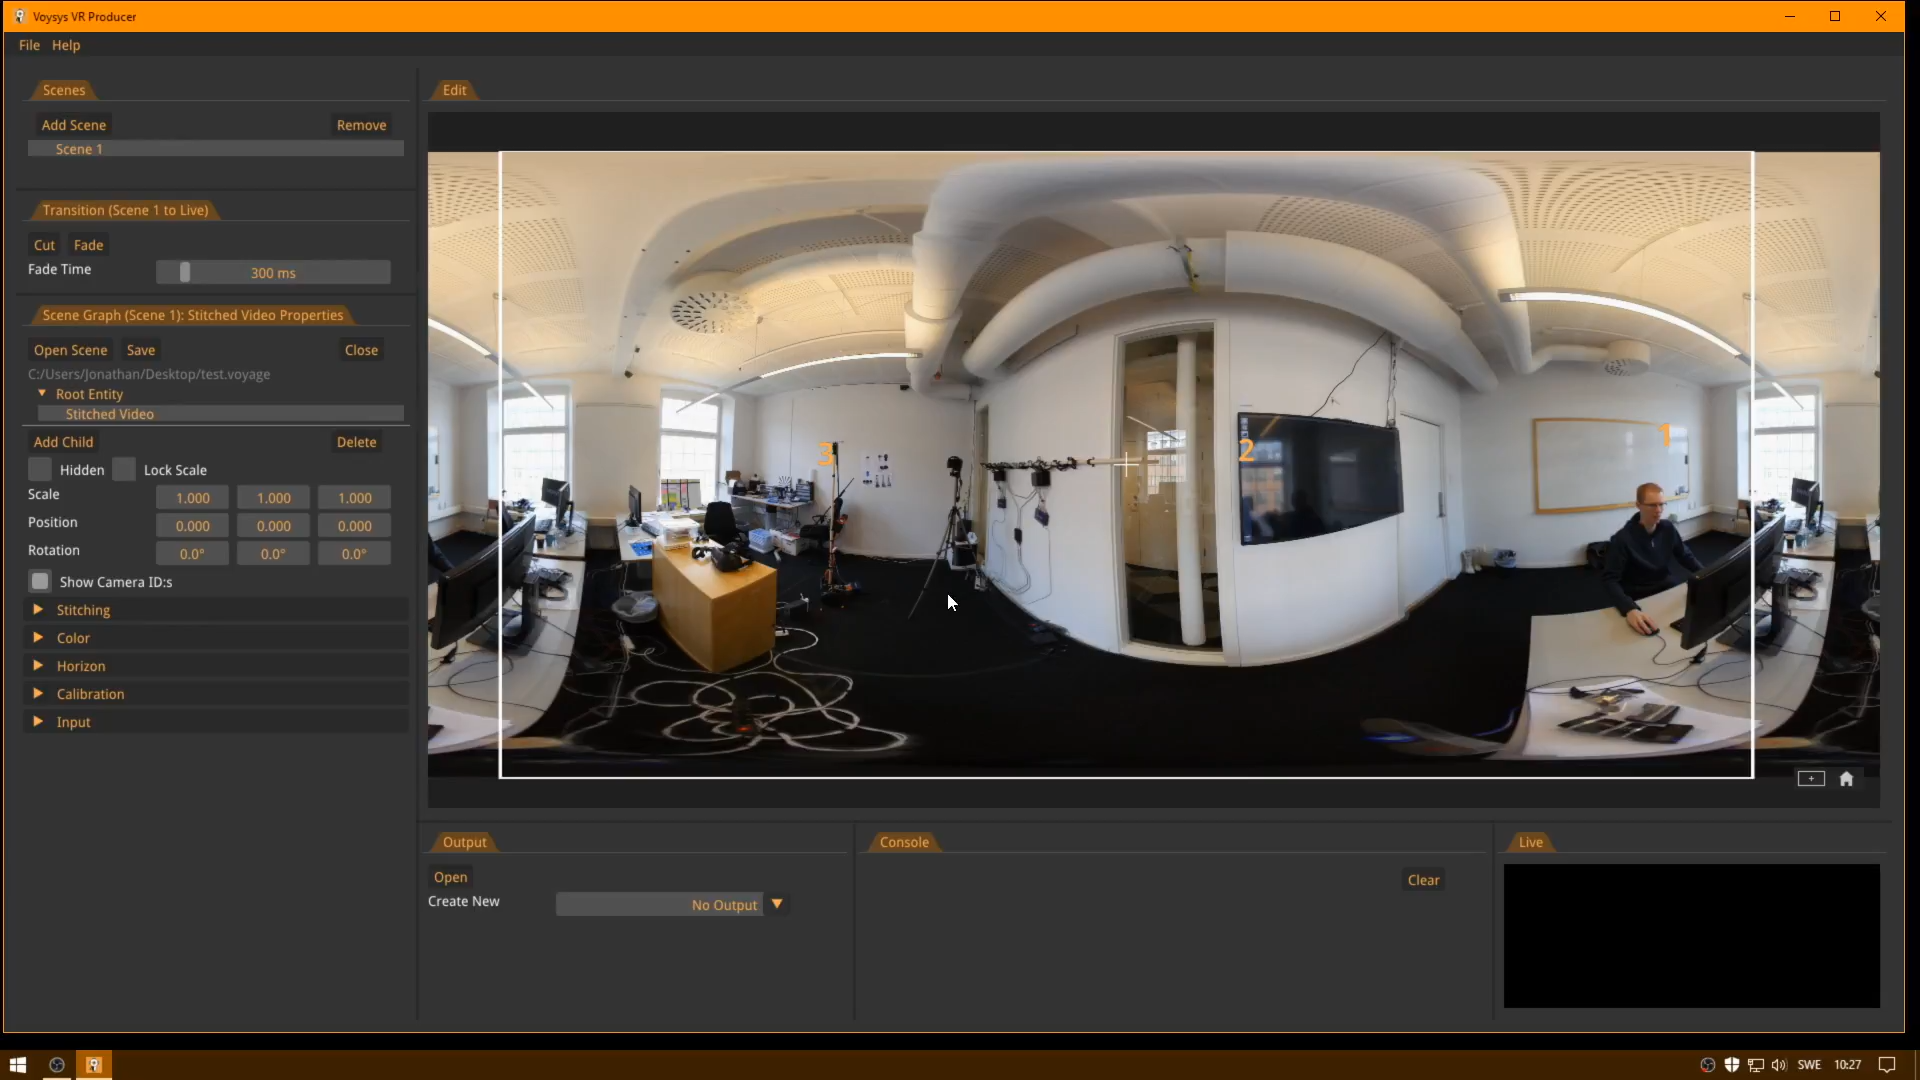 Voysys VR Producer
File Help
Scenes
Add Scene Remove
Scene 1
Transition (Scene 1 to Live)
Cut Fade
Fade Time 300 ms
Scene Graph (Scene 1): Stitched Video Properties
Open Scene Save Close
C:/Users/Jonathan/Desktop/test.voyage
Root Entity
Stitched Video
Add Child Delete
Hidden Lock Scale
Scale 1.000 1.000 1.000
Position 0.000 0.000 0.000
Rotation 0.0° 0.0° 0.0°
Show Camera ID:s
Stitching
Color
Horizon
Calibration
Input
Edit
3
2
1
Output
Open
Create New No Output
Console
Clear
Live
SWE 10:27